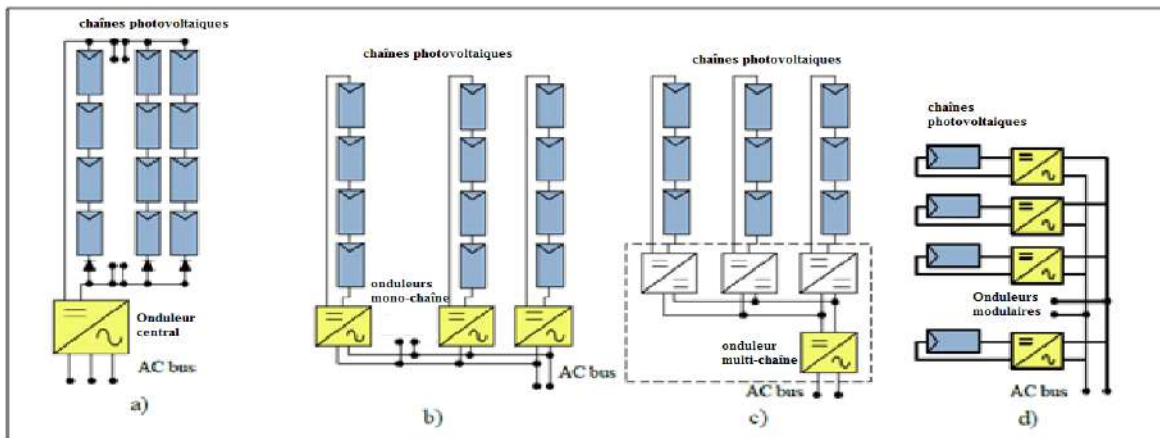 chaînes photovoltaiques
Onduleur
central
AC bus
a)
chaînes photovoltaiques
onduleurs
mono-chaîne
AC bus
b)
chaînes photovoltaiques
onduleur
multi-chaîne
AC bus
c)
chaînes
photovoltaiques
Onduleurs
modulaires
AC bus
d)